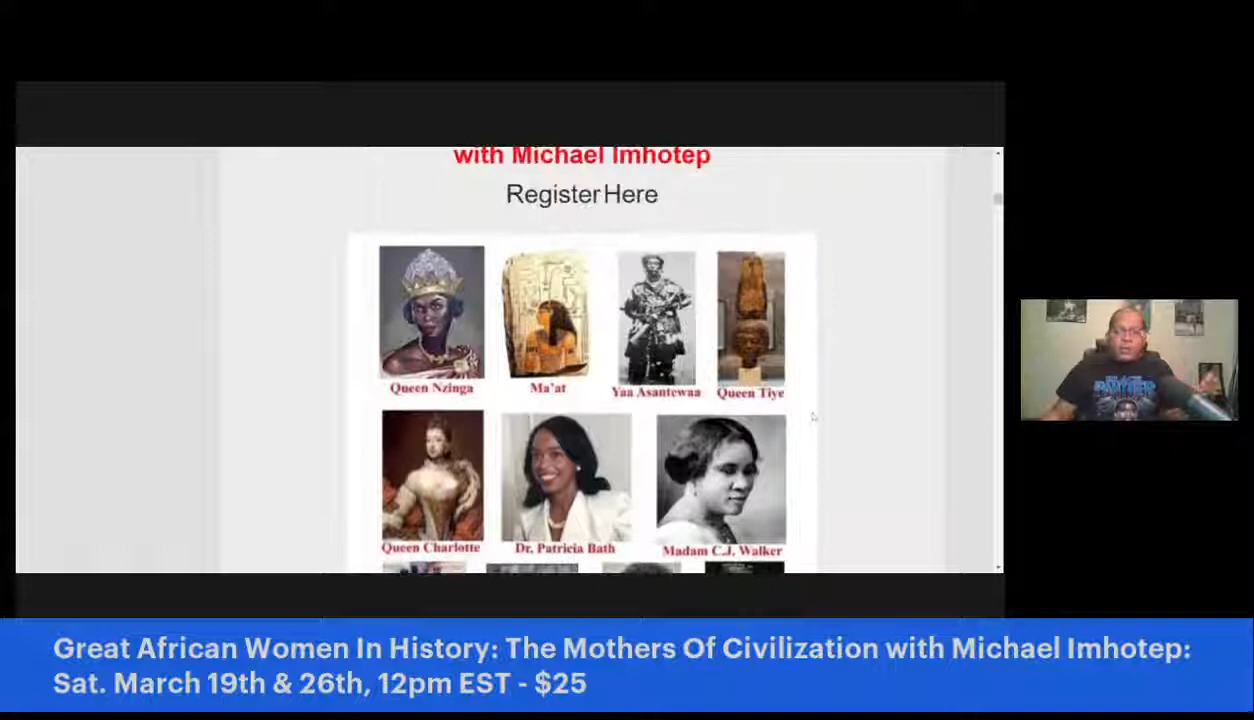 with Michael Imhotep
Register Here
Queen Nzinga
Ma'at
Yaa Asantewaa
Queen Tiye
Queen Charlotte
Dr. Patricia Bath
Madam C.J. Walker
PANTHER
Great African Women In History: The Mothers Of Civilization with Michael Imhotep:
Sat. March 19th & 26th, 12pm EST - $25